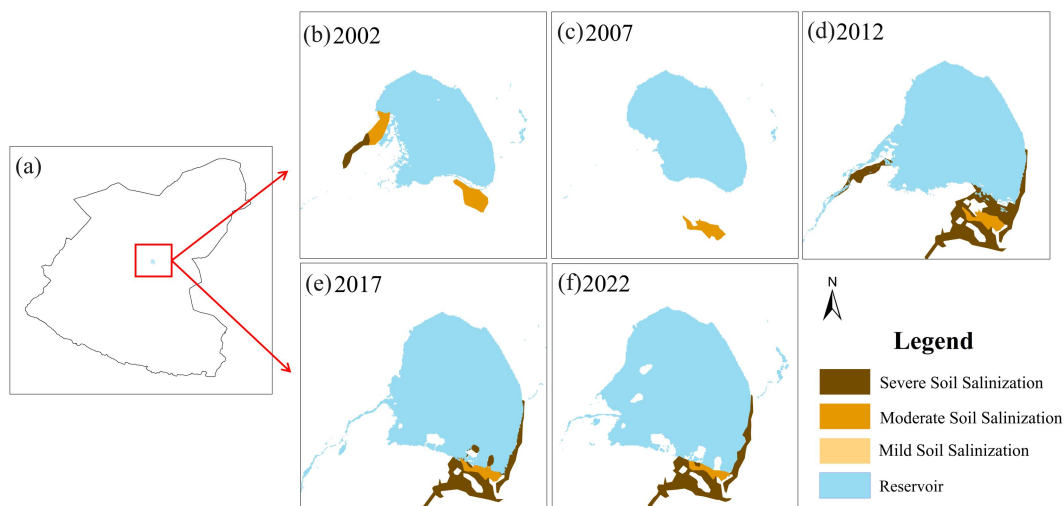 (a)
(b) 2002
(c) 2007
(d) 2012
(e) 2017
(f) 2022
N
Legend
Severe Soil Salinization
Moderate Soil Salinization
Mild Soil Salinization
Reservoir